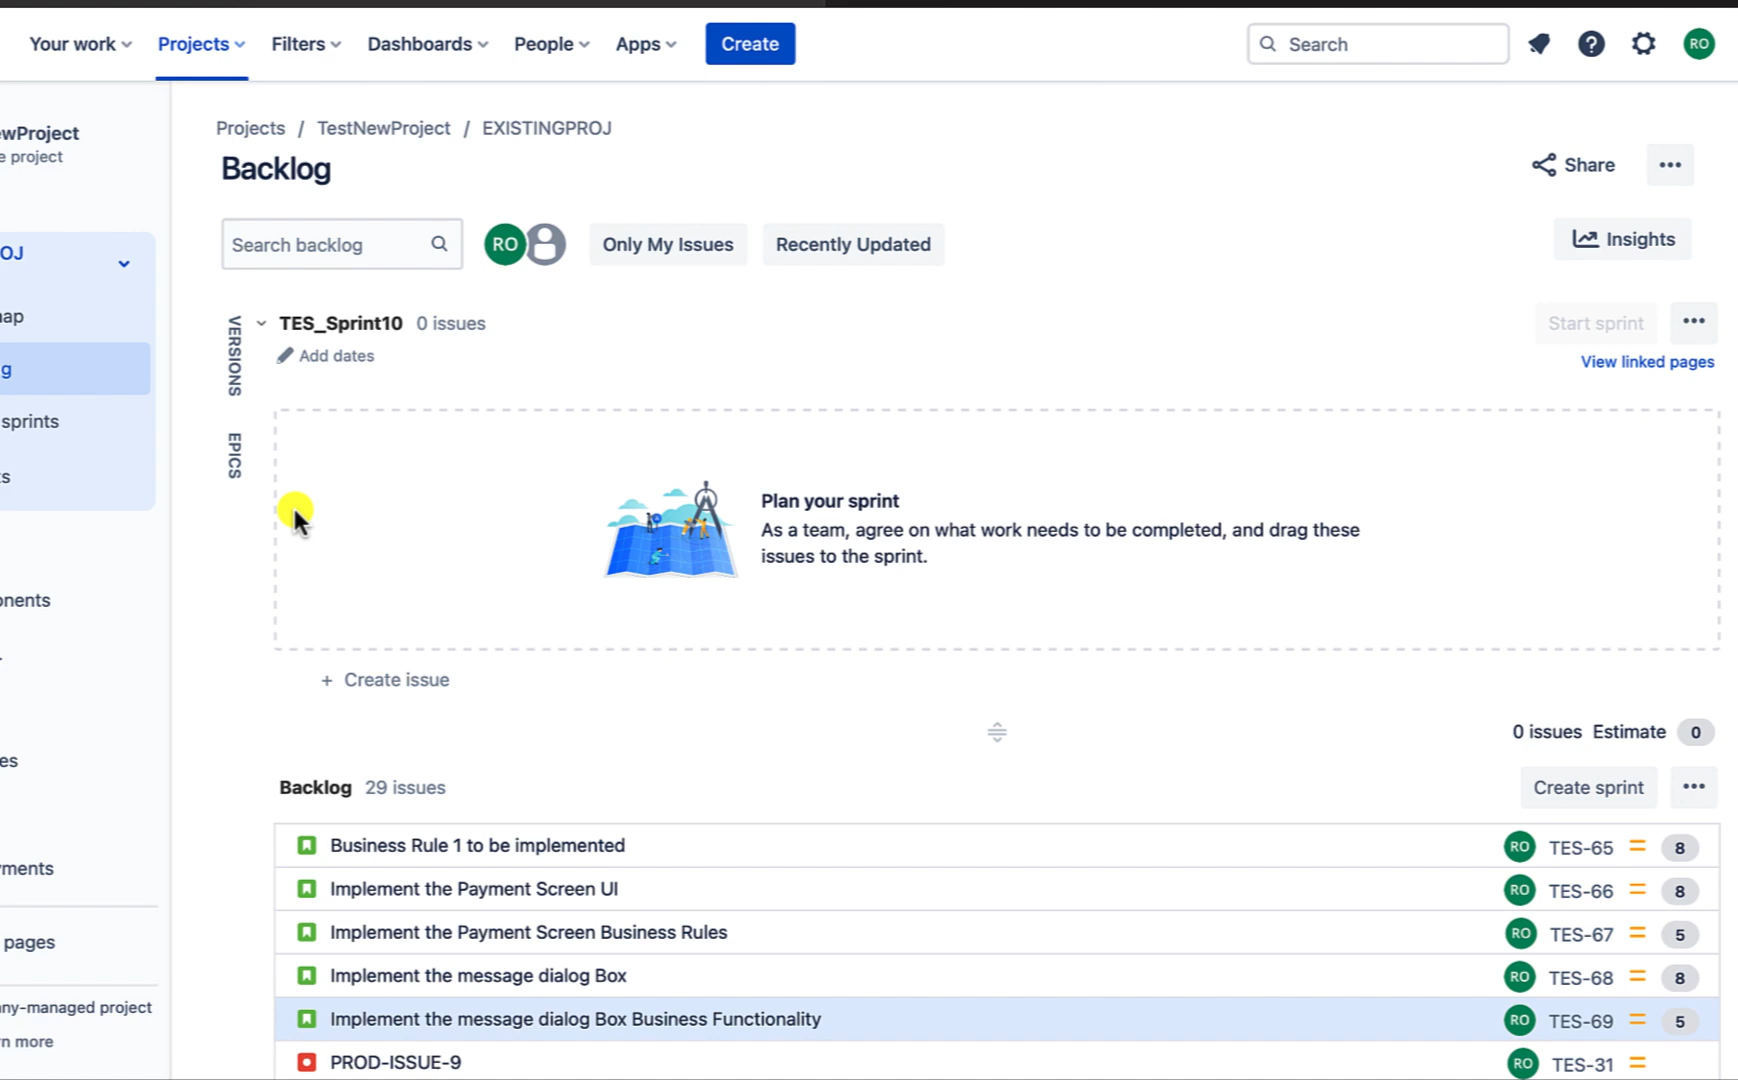 Your work Projects Filters Dashboards People Apps Create Search RO
wProject
e project
OJ
ap
g
sprints
s
onents
es
ments
pages
ny-managed project
n more
Projects / TestNewProject / EXISTINGPROJ
Backlog
Share
Search backlog RO Only My Issues Recently Updated Insights
VERSIONS
EPICS
TES_Sprint10 0 issues Start sprint
Add dates
View linked pages
Plan your sprint
As a team, agree on what work needs to be completed, and drag these
issues to the sprint.
+ Create issue
0 issues Estimate 0
Backlog 29 issues Create sprint
Business Rule 1 to be implemented RO TES-65 8
Implement the Payment Screen UI RO TES-66 8
Implement the Payment Screen Business Rules RO TES-67 5
Implement the message dialog Box RO TES-68 8
Implement the message dialog Box Business Functionality RO TES-69 5
PROD-ISSUE-9 RO TES-31